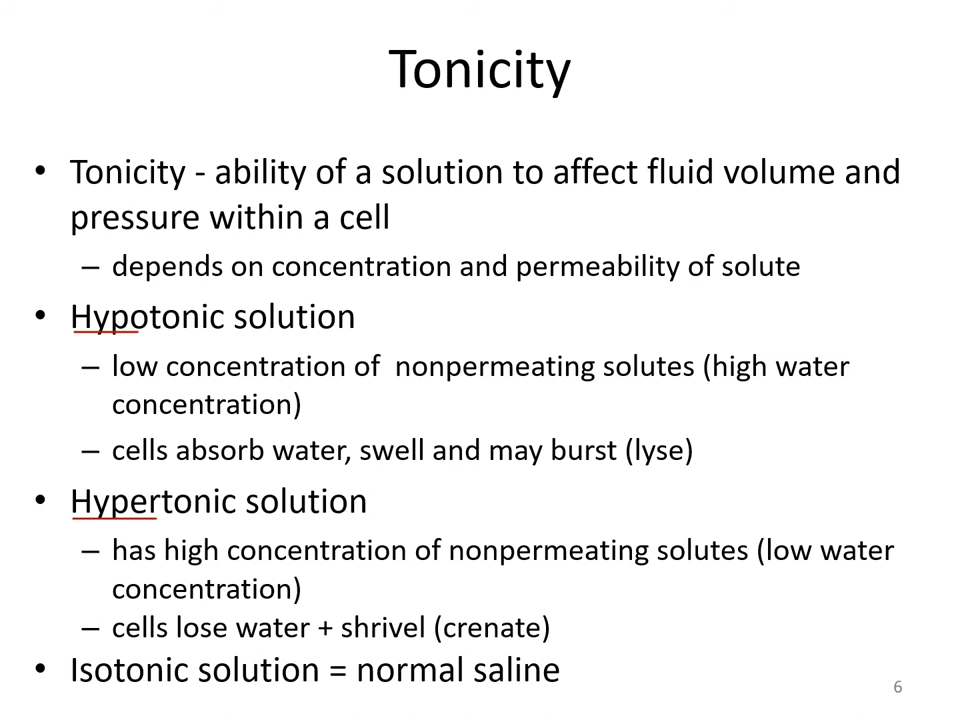 Tonicity
• Tonicity - ability of a solution to affect fluid volume and
pressure within a cell
– depends on concentration and permeability of solute
• Hypotonic solution
– low concentration of  nonpermeating solutes (high water
concentration)
– cells absorb water, swell and may burst (lyse)
• Hypertonic solution
– has high concentration of nonpermeating solutes (low water
concentration)
– cells lose water + shrivel (crenate)
• Isotonic solution = normal saline
6